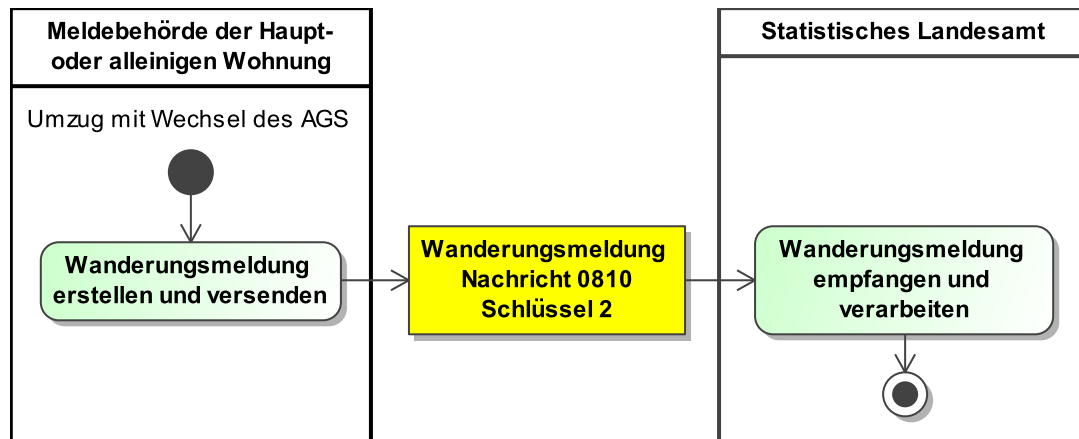 Meldebehörde der Haupt-
oder alleinigen Wohnung
Statistisches Landesamt
Umzug mit Wechsel des AGS
Wanderungsmeldung
erstellen und versenden
Wanderungsmeldung
Nachricht 0810
Schlüssel 2
Wanderungsmeldung
empfangen und
verarbeiten